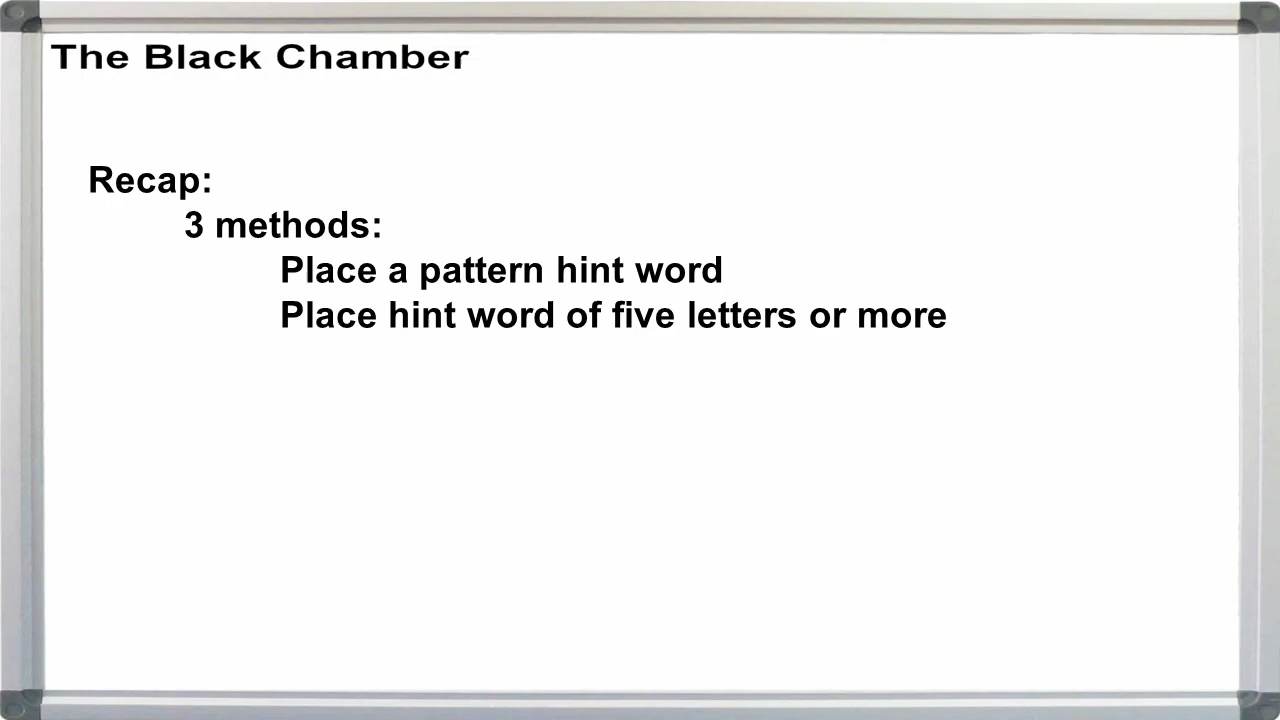 The Black Chamber
Recap:
3 methods:
Place a pattern hint word
Place hint word of five letters or more